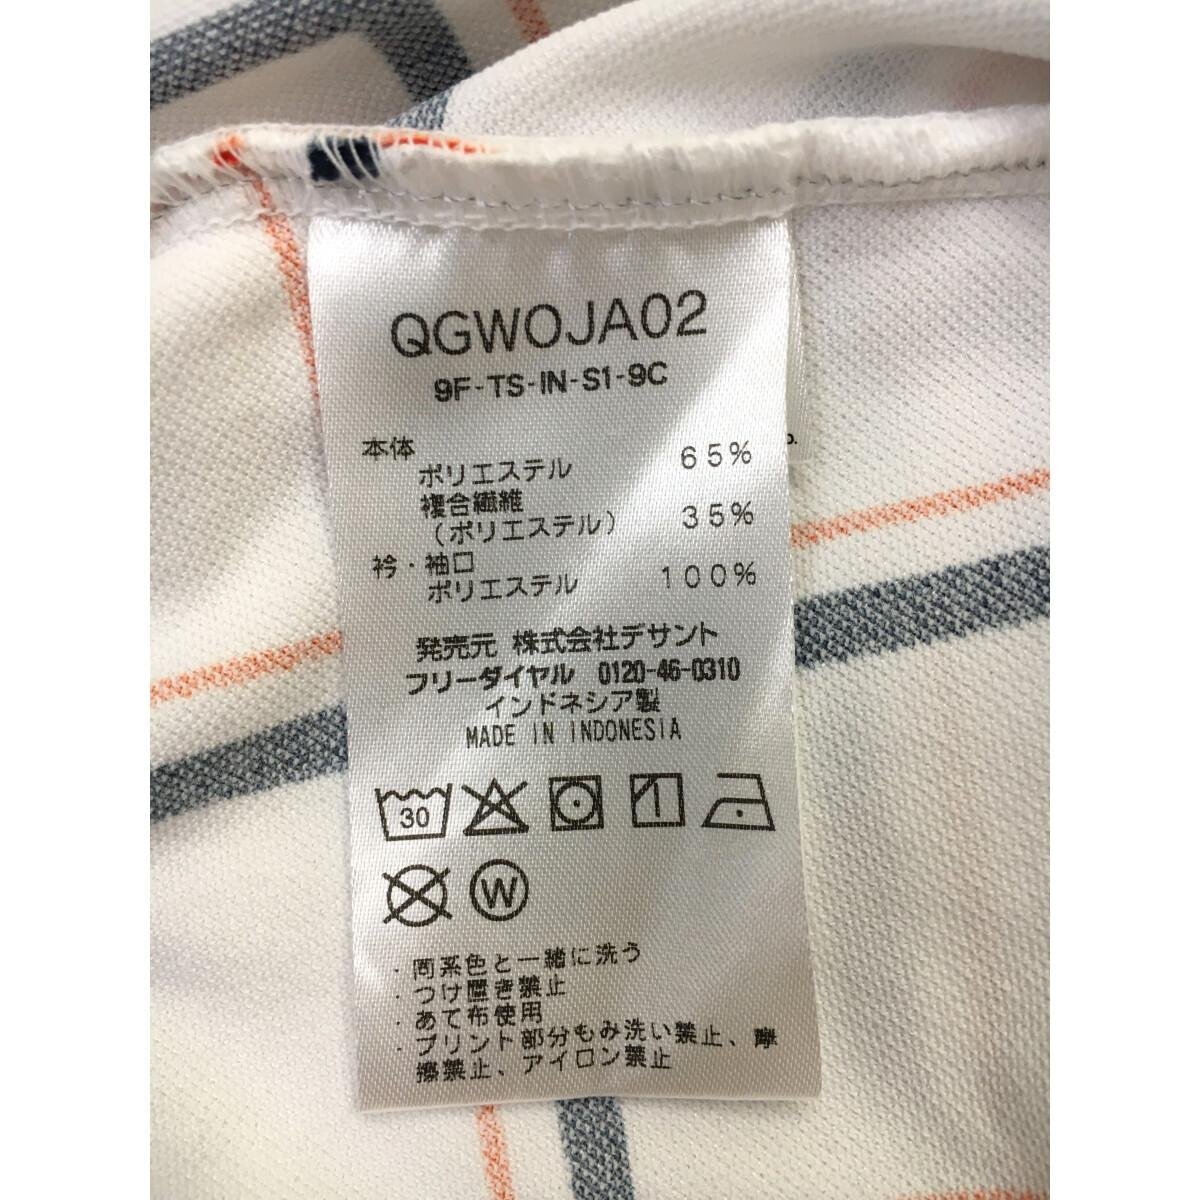 QGWOJA02
9F-TS-IN-S1-9C
本体
ポリエステル 65%
複合繊維
(ポリエステル) 35%
衿・袖口
ポリエステル 100%
発売元 株式会社デサント
フリーダイヤル 0120-46-0310
インドネシア製
MADE IN INDONESIA
30
W
・同系色と一緒に洗う
・つけ置き禁止
・あて布使用
・プリント部分もみ洗い禁止、摩
擦禁止、アイロン禁止